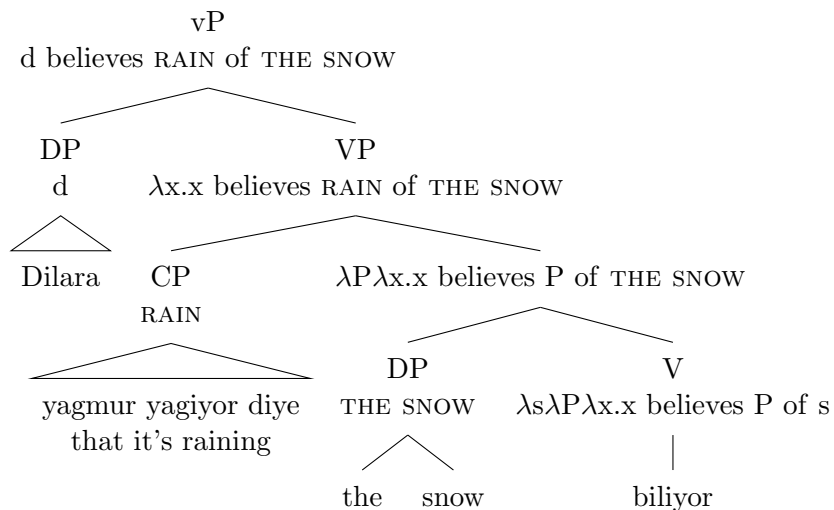 vP
d believes RAIN of THE SNOW
DP VP
d λx.x believes RAIN of THE SNOW
Dilara CP λPλx.x believes P of THE SNOW
RAIN
DP V
yagmur yagiyor diye THE SNOW λsλPλx.x believes P of s
that it's raining
the snow biliyor